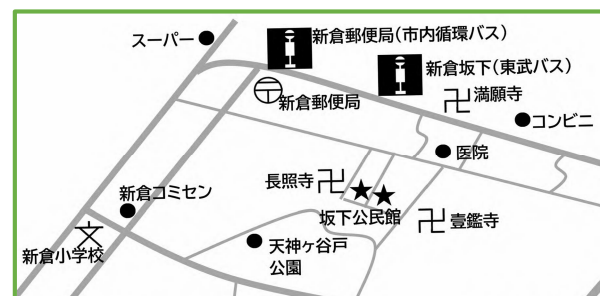 スーパー
新倉郵便局(市内循環バス)
新倉坂下(東武バス)
新倉郵便局
満願寺
コンビニ
医院
長照寺
新倉コミセン
坂下公民館
壹鑑寺
文
新倉小学校
天神ヶ谷戸
公園